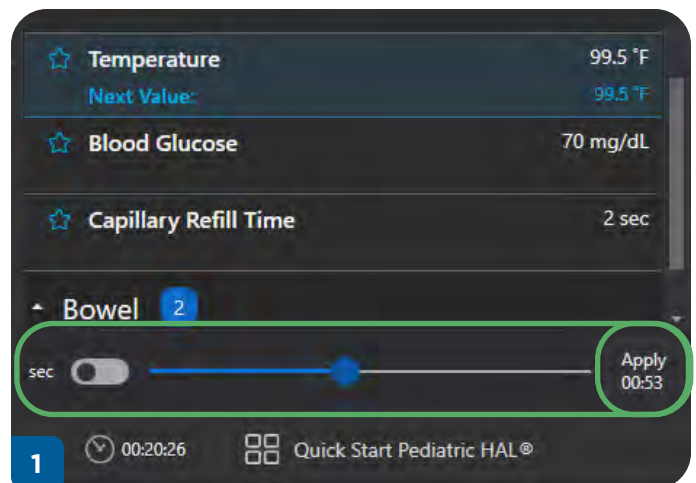 Temperature 99.5 °F
Next Value: 99.5 °F
Blood Glucose 70 mg/dL
Capillary Refill Time 2 sec
Bowel 2
sec Apply
00:53
1 00:20:26 Quick Start Pediatric HAL®